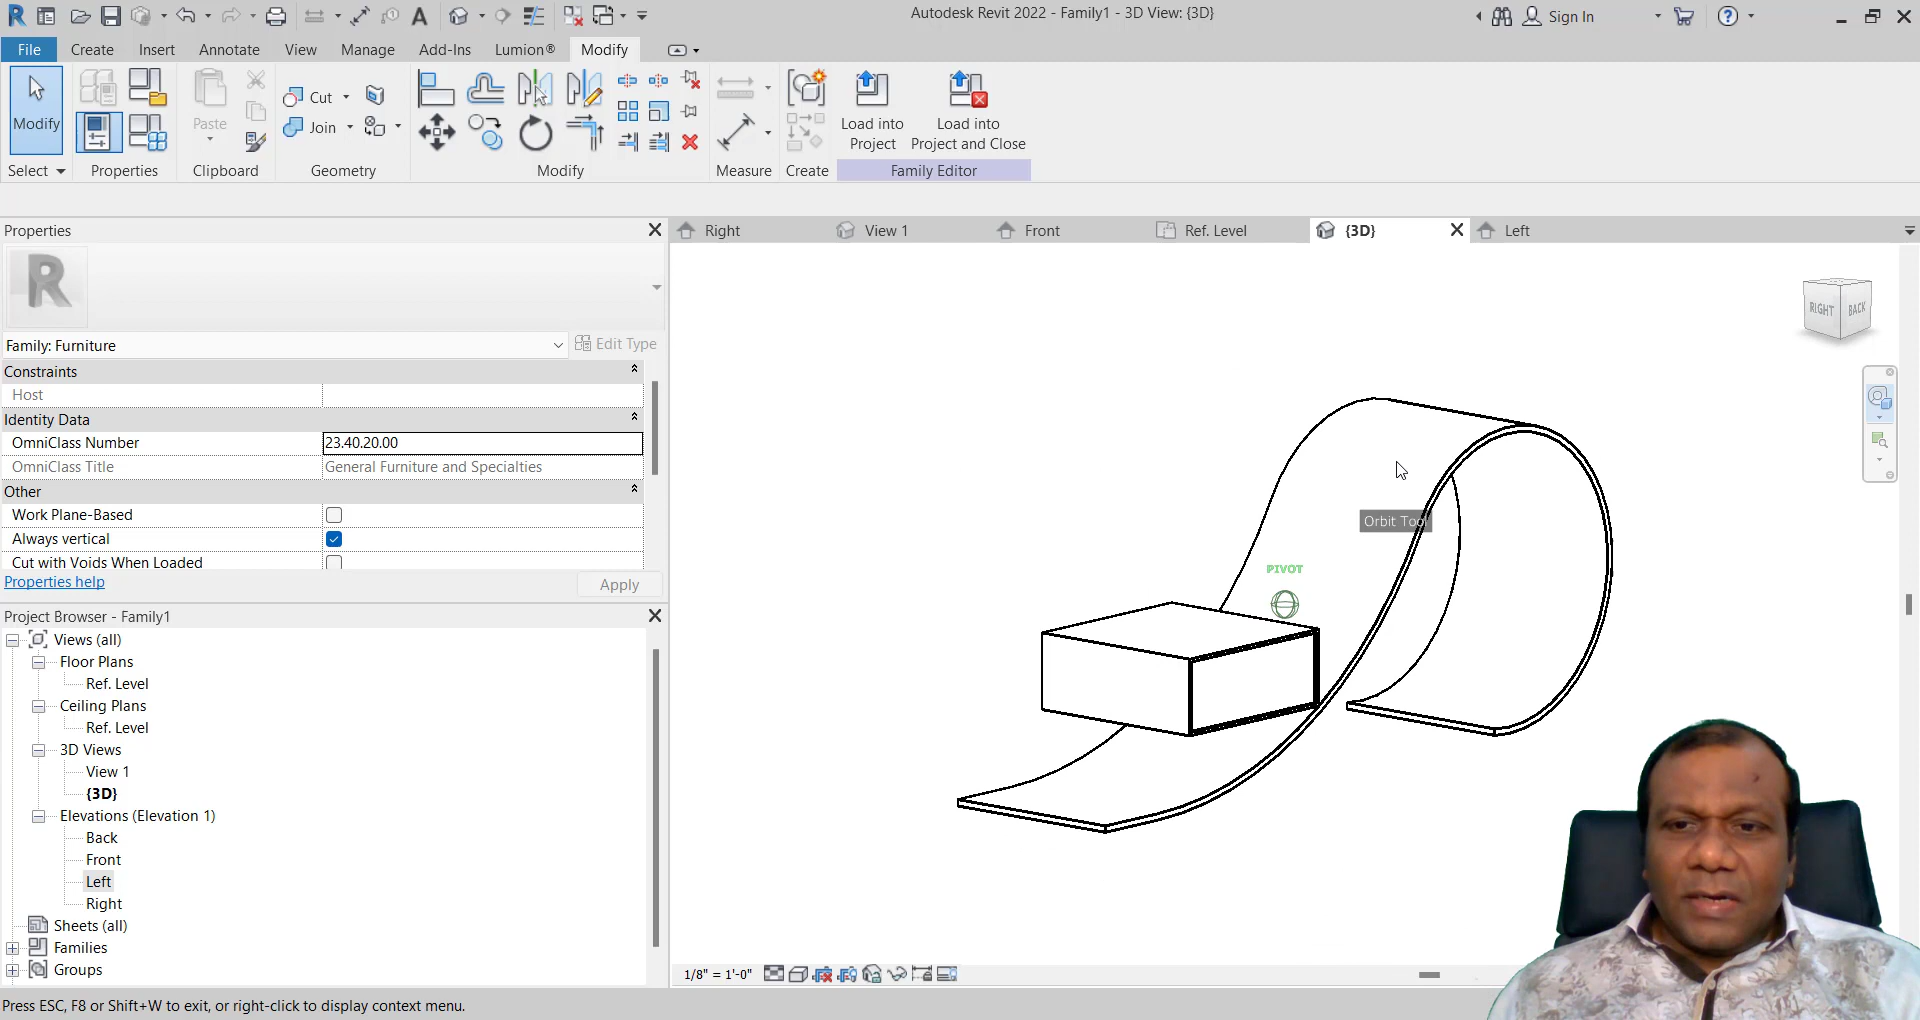 Autodesk Revit 2022 - Family1 - 3D View: {3D}
Sign In
File Create Insert Annotate View Manage Add-Ins Lumion® Modify
Modify
Paste
Cut
Join
Load into Project
Load into Project and Close
Select Properties Clipboard Geometry Modify Measure Create Family Editor
Properties
Right View 1 Front Ref. Level {3D} Left
R
Family: Furniture
Edit Type
Constraints
Host
Identity Data
OmniClass Number 23.40.20.00
OmniClass Title General Furniture and Specialties
Other
Work Plane-Based
Always vertical
Cut with Voids When Loaded
Properties help
Apply
Project Browser - Family1
Views (all)
Floor Plans
Ref. Level
Ceiling Plans
Ref. Level
3D Views
View 1
{3D}
Elevations (Elevation 1)
Back
Front
Left
Right
Sheets (all)
Families
Groups
RIGHT BACK
Orbit Tool
PIVOT
1/8" = 1'-0"
Press ESC, F8 or Shift+W to exit, or right-click to display context menu.